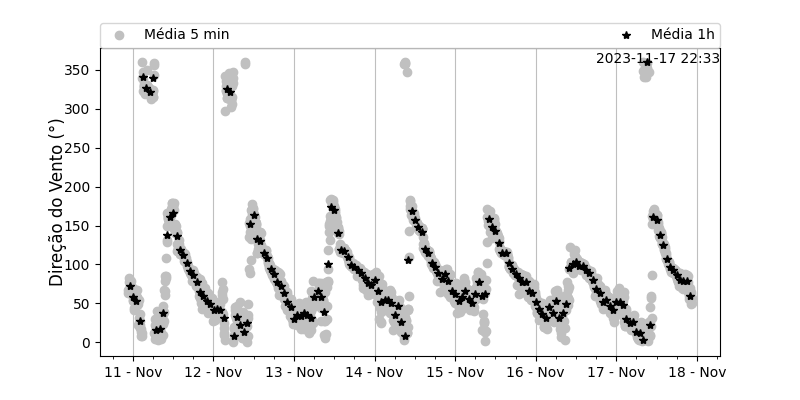 Média 5 min
Média 1h
2023-11-17 22:33
Direção do Vento (°)
350
300
250
200
150
100
50
0
11 - Nov
12 - Nov
13 - Nov
14 - Nov
15 - Nov
16 - Nov
17 - Nov
18 - Nov